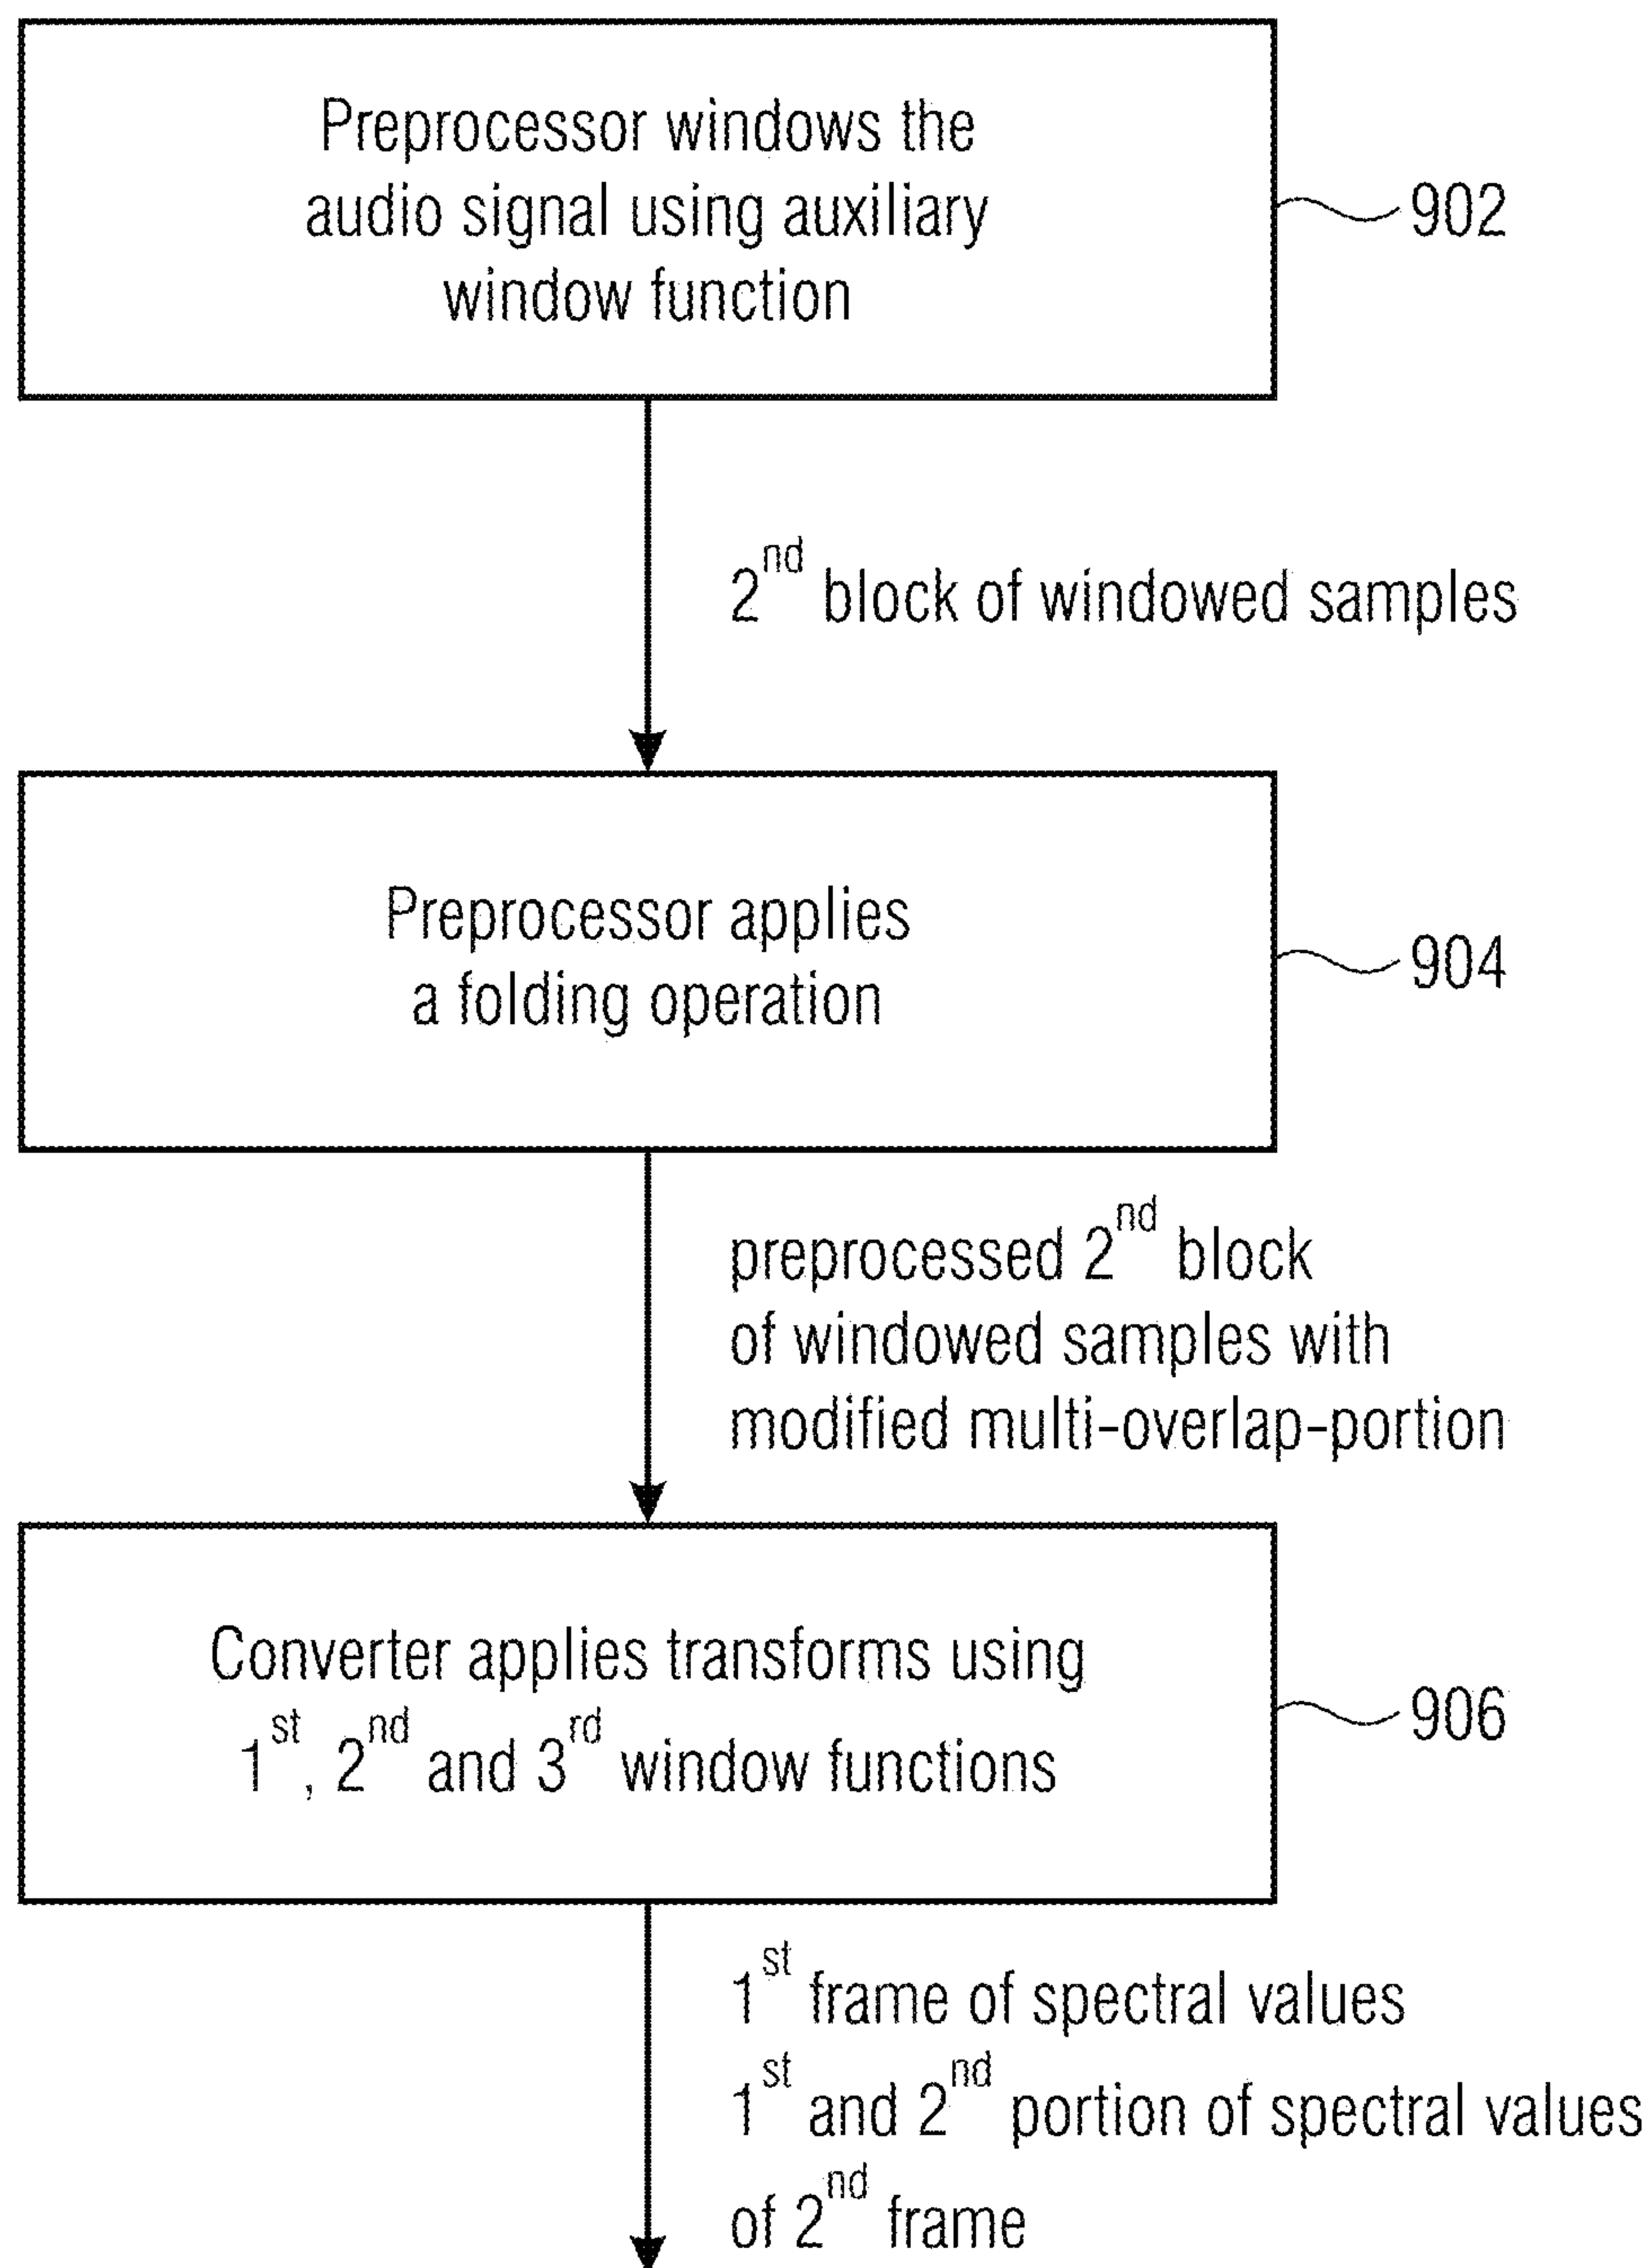 Preprocessor windows the
audio signal using auxiliary
window function
902
2nd block of windowed samples
Preprocessor applies
a folding operation
904
preprocessed 2nd block
of windowed samples with
modified multi-overlap-portion
Converter applies transforms using
1st, 2nd and 3rd window functions
906
1st frame of spectral values
1st and 2nd portion of spectral values
of 2nd frame